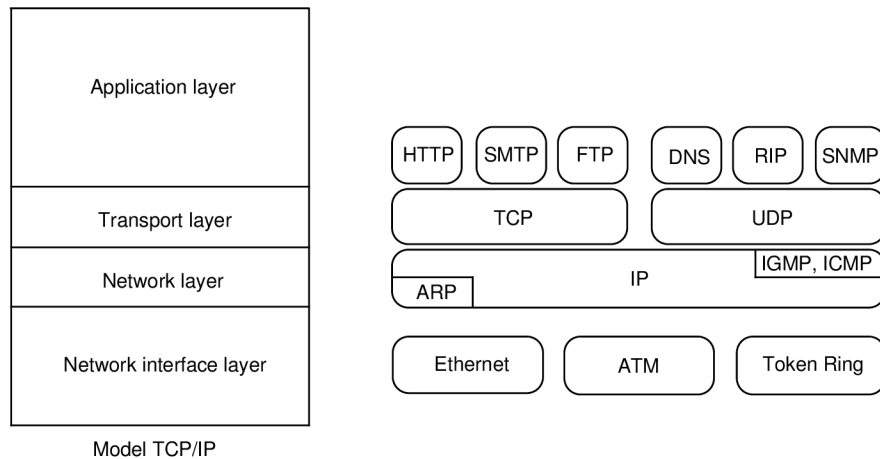 Application layer
HTTP SMTP FTP DNS RIP SNMP
Transport layer TCP UDP
IGMP, ICMP
Network layer IP
ARP
Network interface layer Ethernet ATM Token Ring
Model TCP/IP